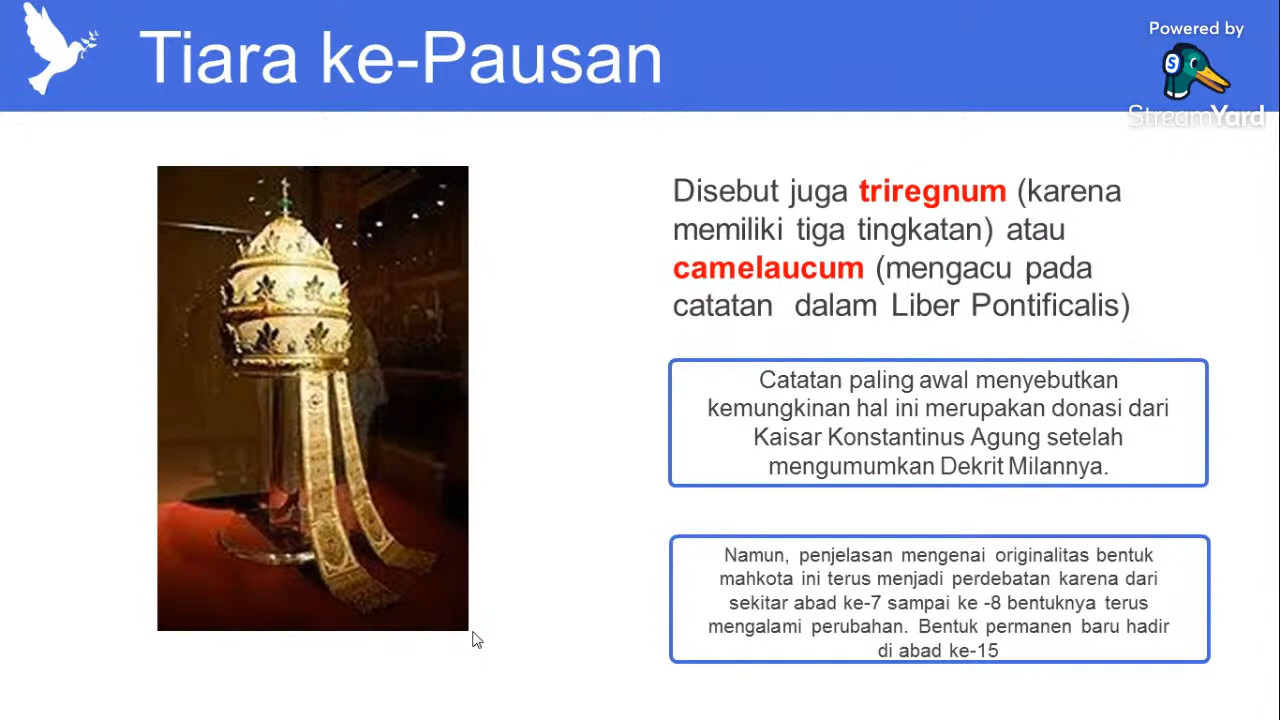 Tiara ke-Pausan
Powered by
S
StreamYard
Disebut juga triregnum (karena
memiliki tiga tingkatan) atau
camelaucum (mengacu pada
catatan dalam Liber Pontificalis)
Catatan paling awal menyebutkan
kemungkinan hal ini merupakan donasi dari
Kaisar Konstantinus Agung setelah
mengumumkan Dekrit Milannya.
Namun, penjelasan mengenai originalitas bentuk
mahkota ini terus menjadi perdebatan karena dari
sekitar abad ke-7 sampai ke -8 bentuknya terus
mengalami perubahan. Bentuk permanen baru hadir
di abad ke-15